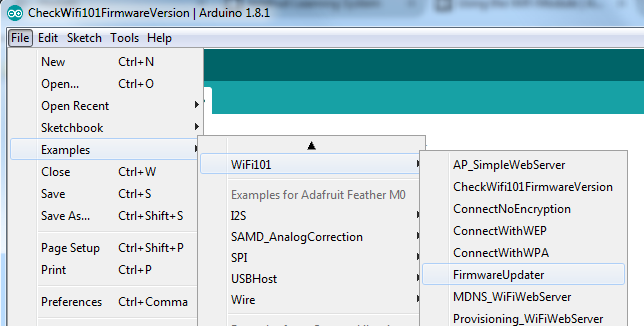 CheckWifi101FirmwareVersion | Arduino 1.8.1
File Edit Sketch Tools Help
New Ctrl+N
Open... Ctrl+O
Open Recent
Sketchbook
Examples
Close Ctrl+W
Save Ctrl+S
Save As... Ctrl+Shift+S
Page Setup Ctrl+Shift+P
Print Ctrl+P
Preferences Ctrl+Comma
WiFi101
Examples for Adafruit Feather M0
I2S
SAMD_AnalogCorrection
SPI
USBHost
Wire
AP_SimpleWebServer
CheckWifi101FirmwareVersion
ConnectNoEncryption
ConnectWithWEP
ConnectWithWPA
FirmwareUpdater
MDNS_WiFiWebServer
Provisioning_WiFiWebServer